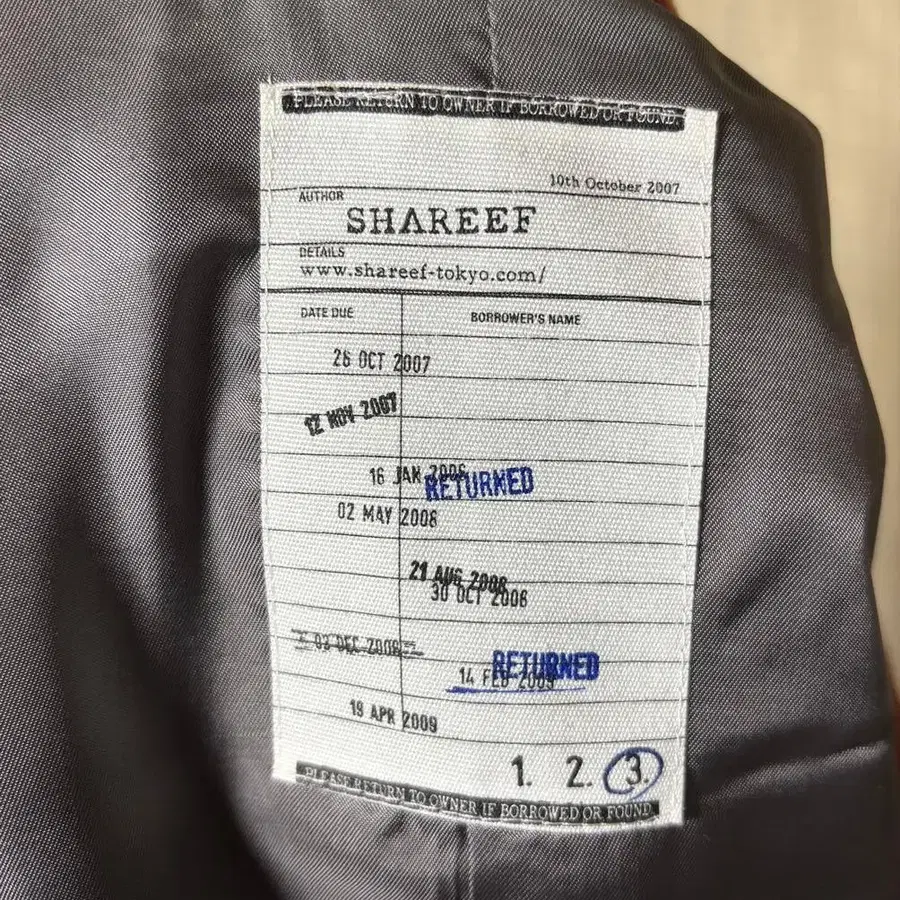 PLEASE RETURN TO OWNER IF BORROWED OR FOUND.
10th October 2007
AUTHOR
SHAREEF
DETAILS
www.shareef-tokyo.com/
DATE DUE BORROWER'S NAME
26 OCT 2007
12 NOV 2007
16 JAN 2008
RETURNED
02 MAY 2008
21 AUG 2008
30 OCT 2008
03 DEC 2008
RETURNED
14 FEB 2009
19 APR 2009
1. 2. 3.
PLEASE RETURN TO OWNER IF BORROWED OR FOUND.